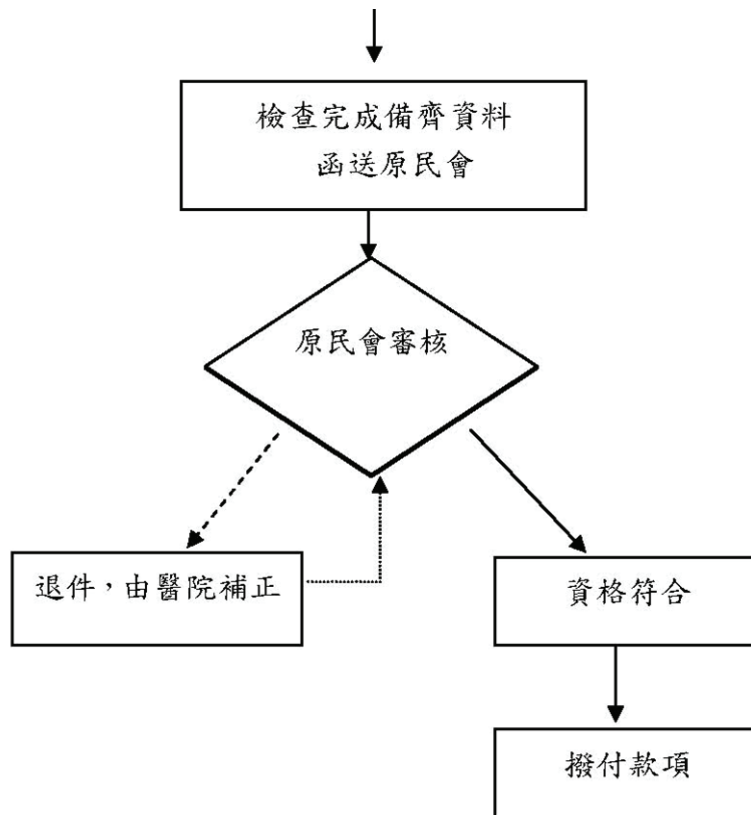 檢查完成備齊資料
函送原民會
原民會審核
退件，由醫院補正
資格符合
撥付款項